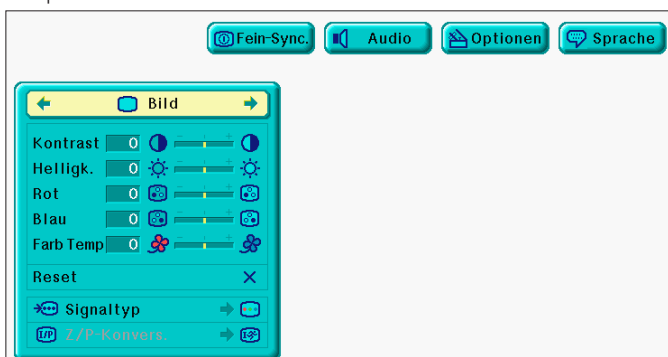 Fein-Sync. Audio Optionen Sprache
Bild
Kontrast 0
Helligk. 0
Rot 0
Blau 0
Farb Temp 0
Reset
Signaltyp
I/P Z/P-Konvers.